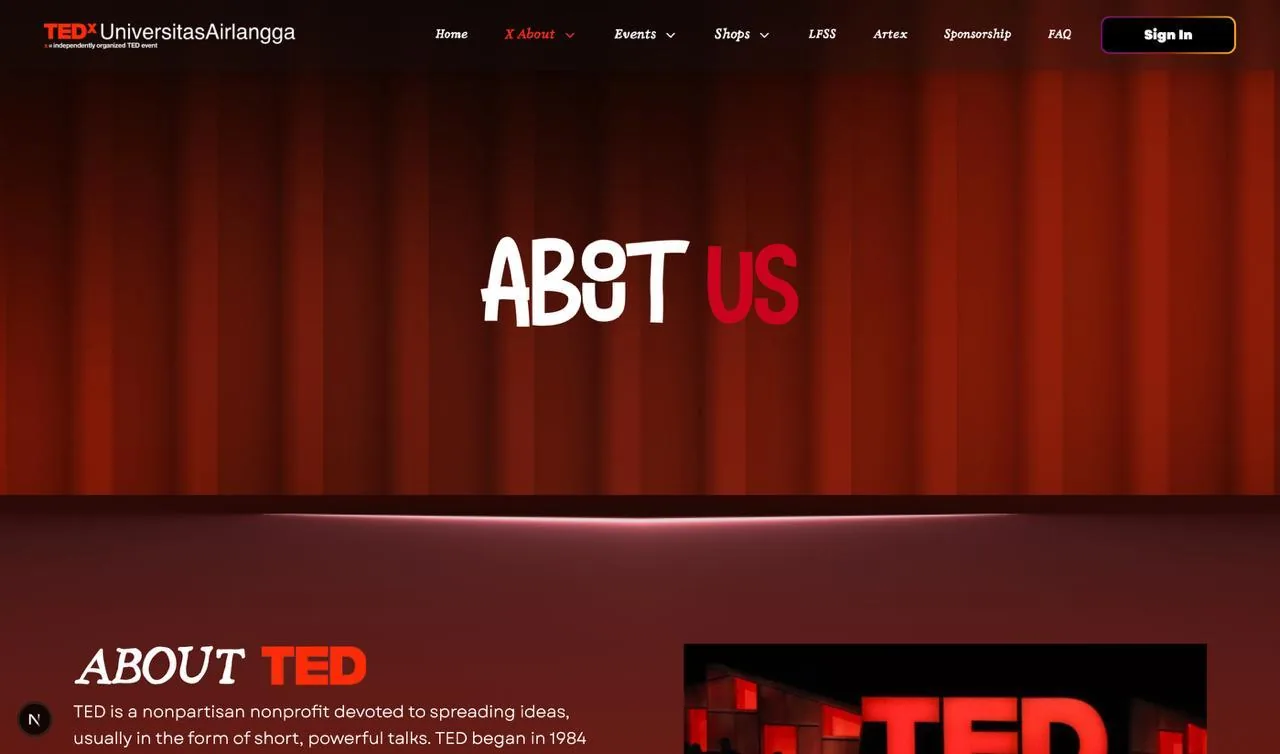 TEDx UniversitasAirlangga
x = independently organized TED event
Home X About Events Shops LFSS Artex Sponsorship FAQ Sign In
ABOUT US
ABOUT TED
TED is a nonpartisan nonprofit devoted to spreading ideas,
usually in the form of short, powerful talks. TED began in 1984
N
TED